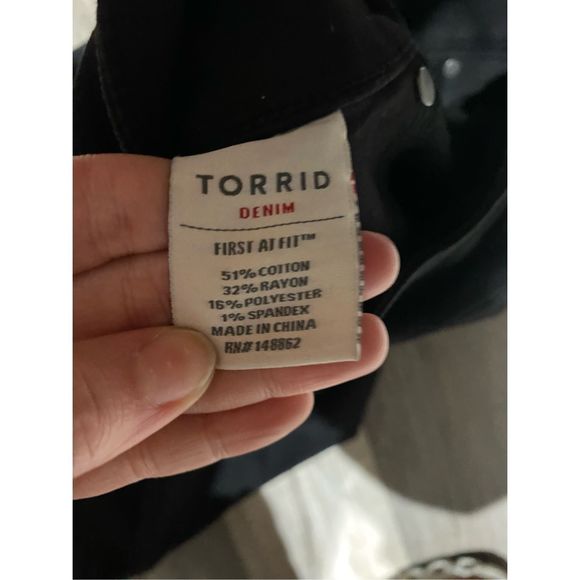 TORRID
DENIM
FIRST AT FIT™
51% COTTON
32% RAYON
16% POLYESTER
1% SPANDEX
MADE IN CHINA
RN# 148862